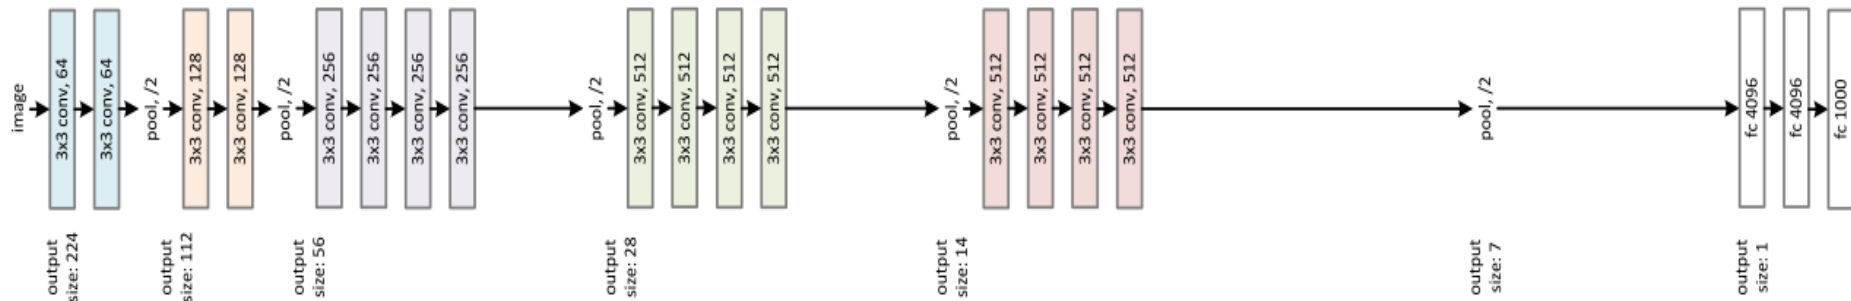 image
3x3 conv, 64
3x3 conv, 64
pool, /2
3x3 conv, 128
3x3 conv, 128
pool, /2
3x3 conv, 256
3x3 conv, 256
3x3 conv, 256
3x3 conv, 256
pool, /2
3x3 conv, 512
3x3 conv, 512
3x3 conv, 512
3x3 conv, 512
pool, /2
3x3 conv, 512
3x3 conv, 512
3x3 conv, 512
3x3 conv, 512
pool, /2
fc 4096
fc 4096
fc 1000
output
size: 224
output
size: 112
output
size: 56
output
size: 28
output
size: 14
output
size: 7
output
size: 1